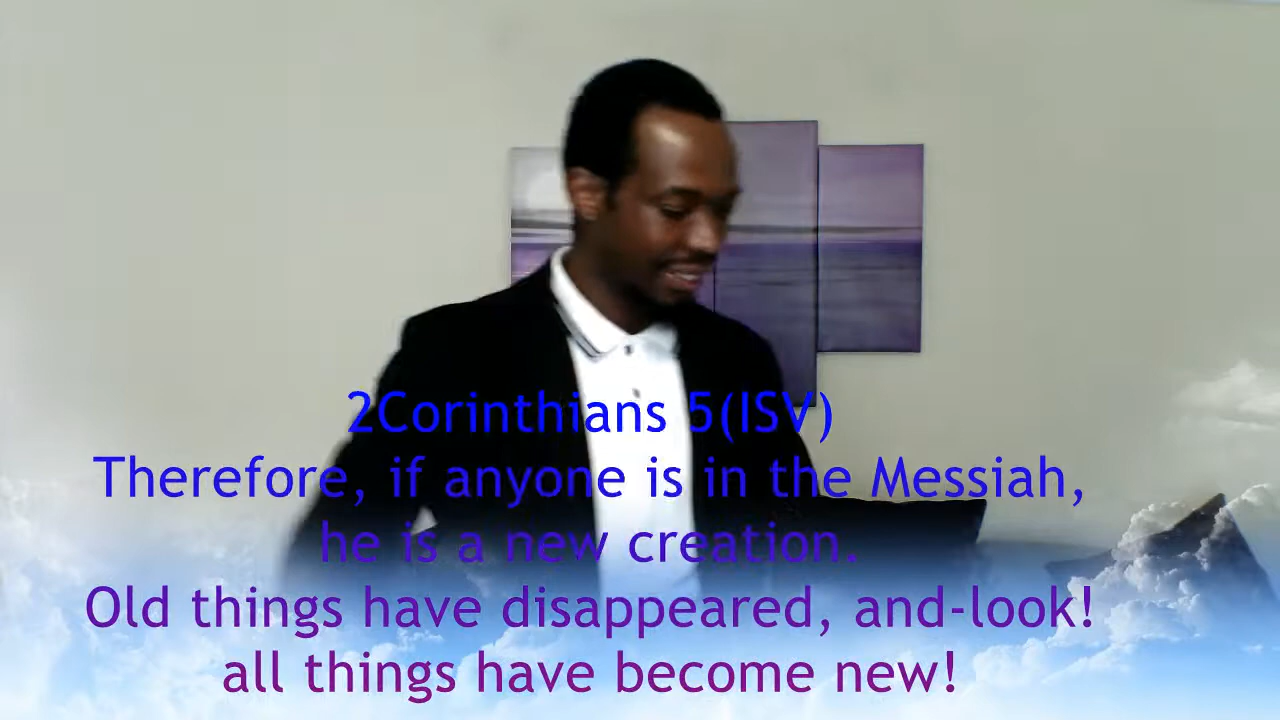 2Corinthians 5(ISV)
Therefore, if anyone is in the Messiah,
he is a new creation.
Old things have disappeared, and-look!
all things have become new!